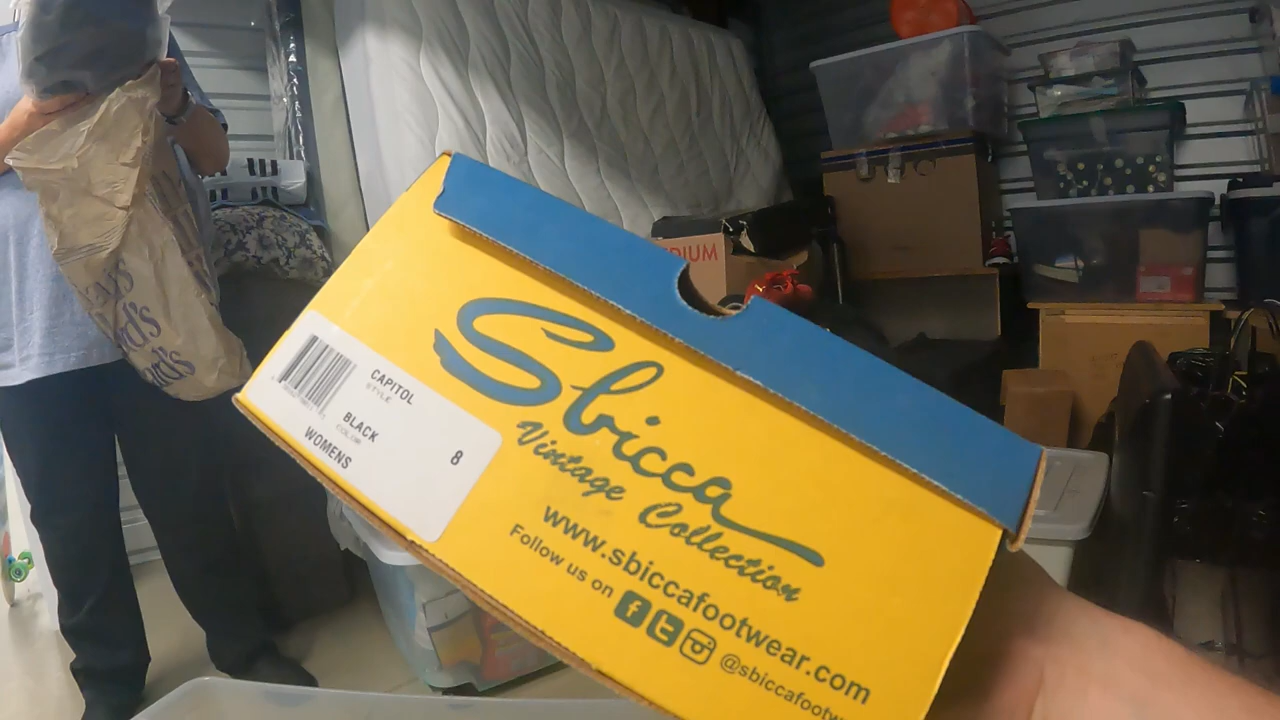 DIUM
Sbicca
Vintage Collection
www.sbiccafootwear.com
Follow us on
@sbiccafootw
CAPITOL
STYLE
BLACK
COLOR
WOMENS
8